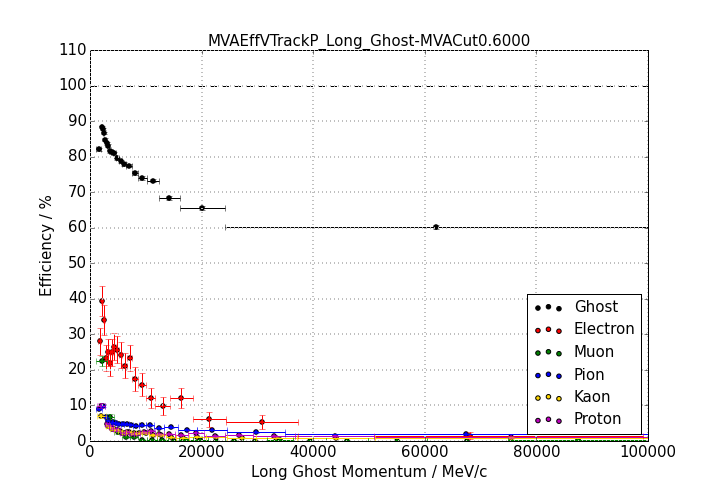 MVAEffVTrackP_Long_Ghost-MVACut0.6000
110
100
90
80
70
60
50
40
30
20
10
0
Efficiency / %
Ghost
Electron
Muon
Pion
Kaon
Proton
0 20000 40000 60000 80000 100000
Long Ghost Momentum / MeV/c